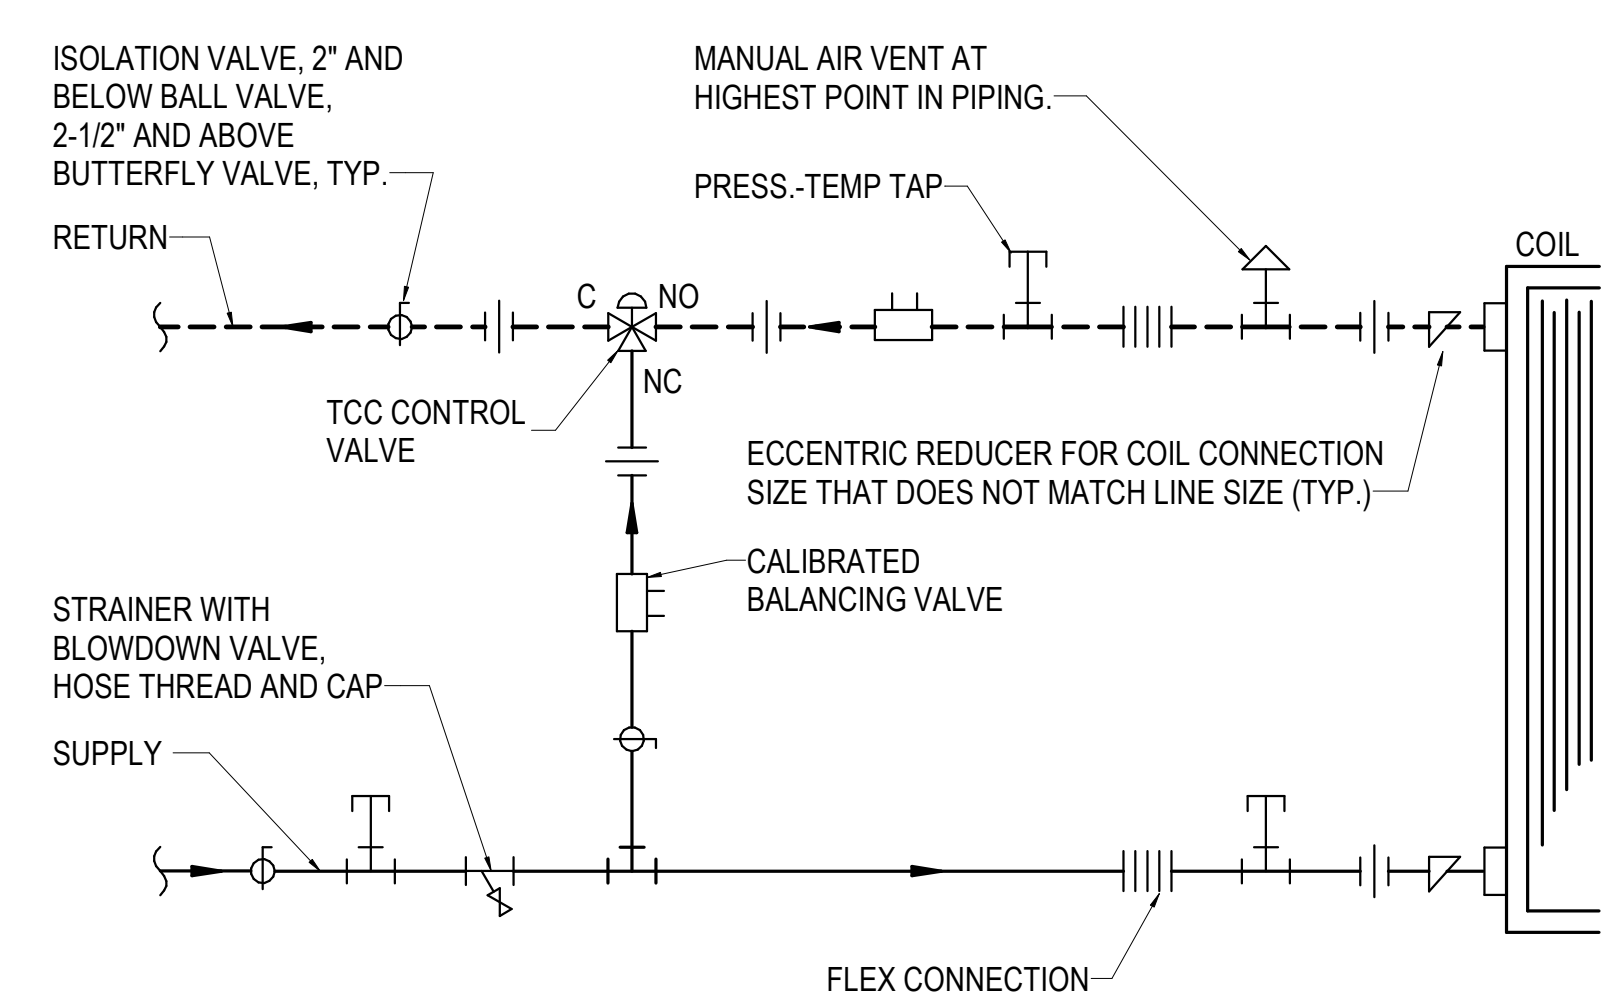 ISOLATION VALVE, 2" AND
BELOW BALL VALVE,
2-1/2" AND ABOVE
BUTTERFLY VALVE, TYP.
RETURN
MANUAL AIR VENT AT
HIGHEST POINT IN PIPING.
PRESS.-TEMP TAP
COIL
C
NO
NC
TCC CONTROL
VALVE
ECCENTRIC REDUCER FOR COIL CONNECTION
SIZE THAT DOES NOT MATCH LINE SIZE (TYP.)
CALIBRATED
BALANCING VALVE
STRAINER WITH
BLOWDOWN VALVE,
HOSE THREAD AND CAP
SUPPLY
FLEX CONNECTION